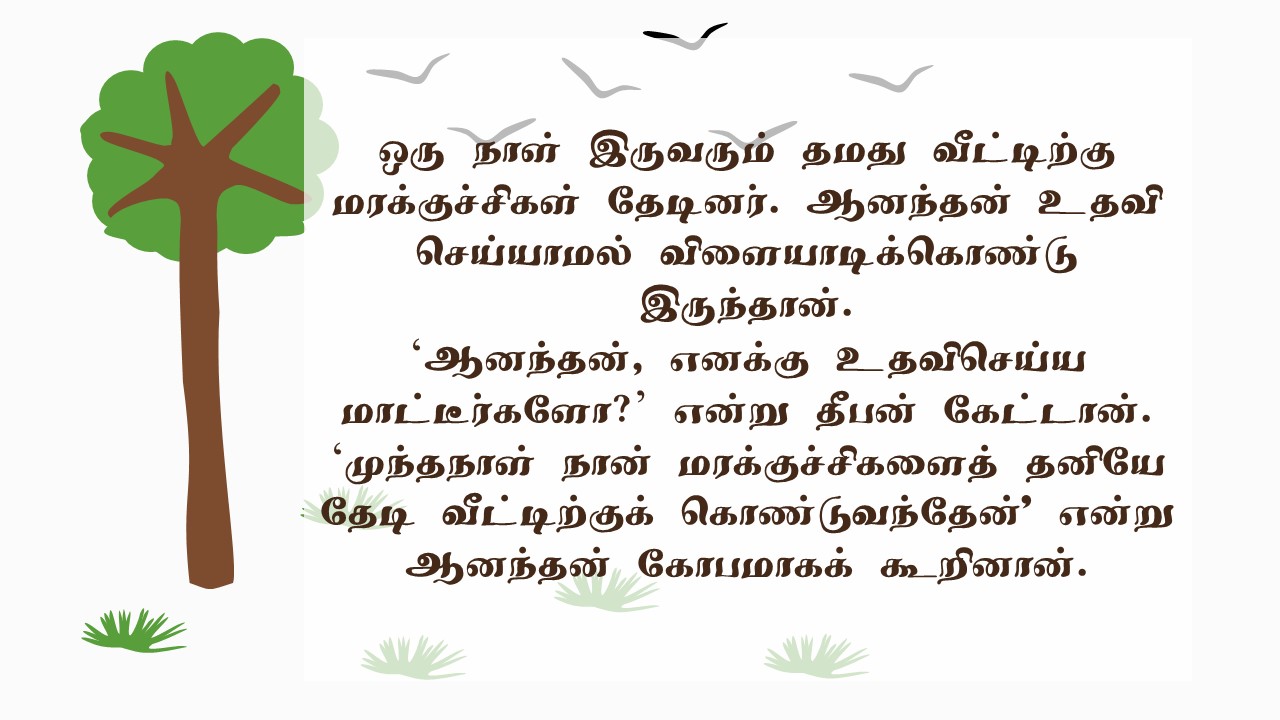 ஒரு நாள் இருவரும் தமது வீட்டிற்கு
மரக்குச்சிகள் தேடினர். ஆனந்தன் உதவி
செய்யாமல் விளையாடிக்கொண்டு
இருந்தான்.
‘ஆனந்தன், எனக்கு உதவிசெய்ய
மாட்டீர்களோ?’ என்று தீபன் கேட்டான்.
‘முந்தநாள் நான் மரக்குச்சிகளைத் தனியே
தேடி வீட்டிற்குக் கொண்டுவந்தேன்’ என்று
ஆனந்தன் கோபமாகக் கூறினான்.